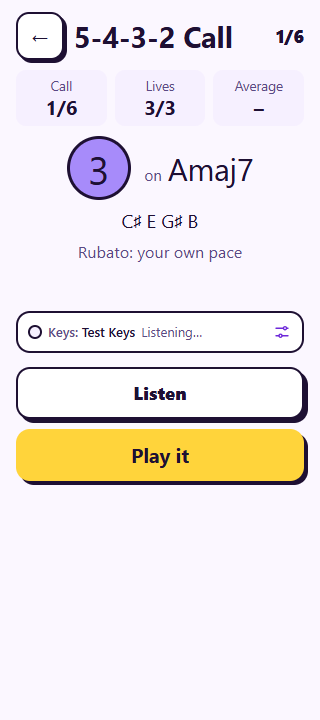 ← 5-4-3-2 Call 1/6
Call Lives Average
1/6 3/3 –
3 on Amaj7
C♯ E G♯ B
Rubato: your own pace
Keys: Test Keys Listening...
Listen
Play it